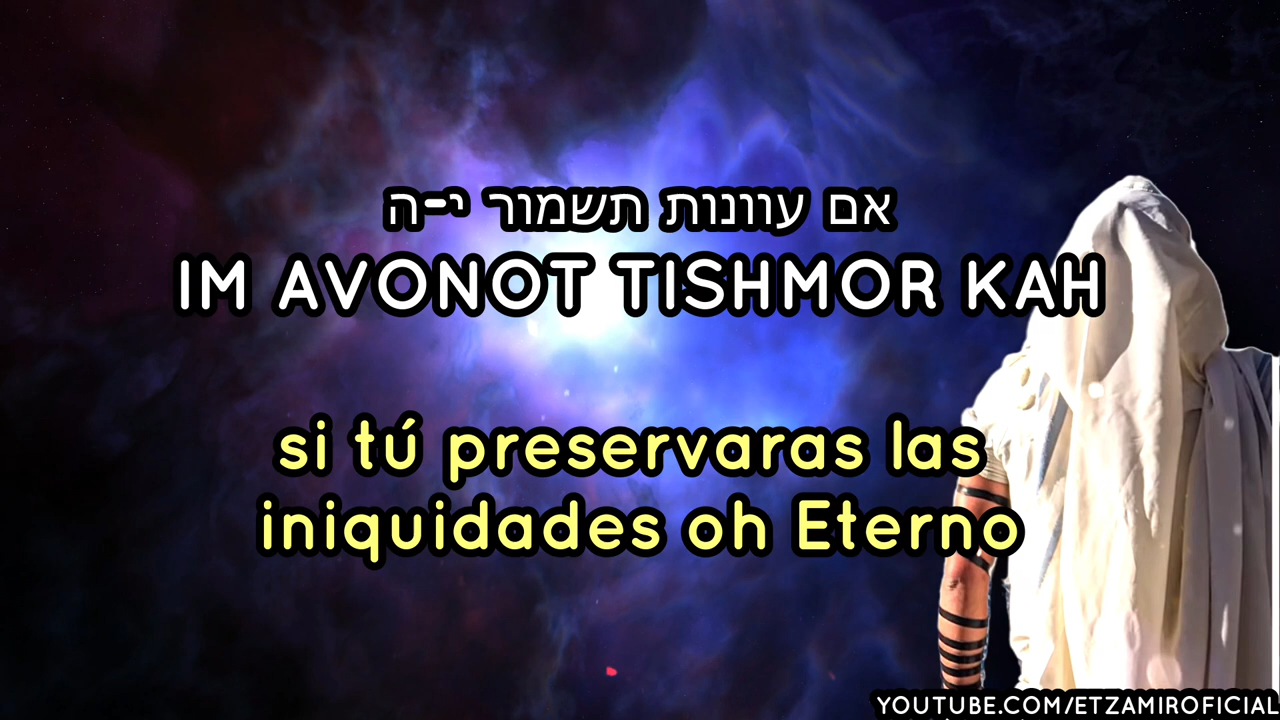 אם עוונות תשמור י-ה
IM AVONOT TISHMOR KAH
si tú preservaras las
iniquidades oh Eterno
YOUTUBE.COM/ETZAMIROFICIAL